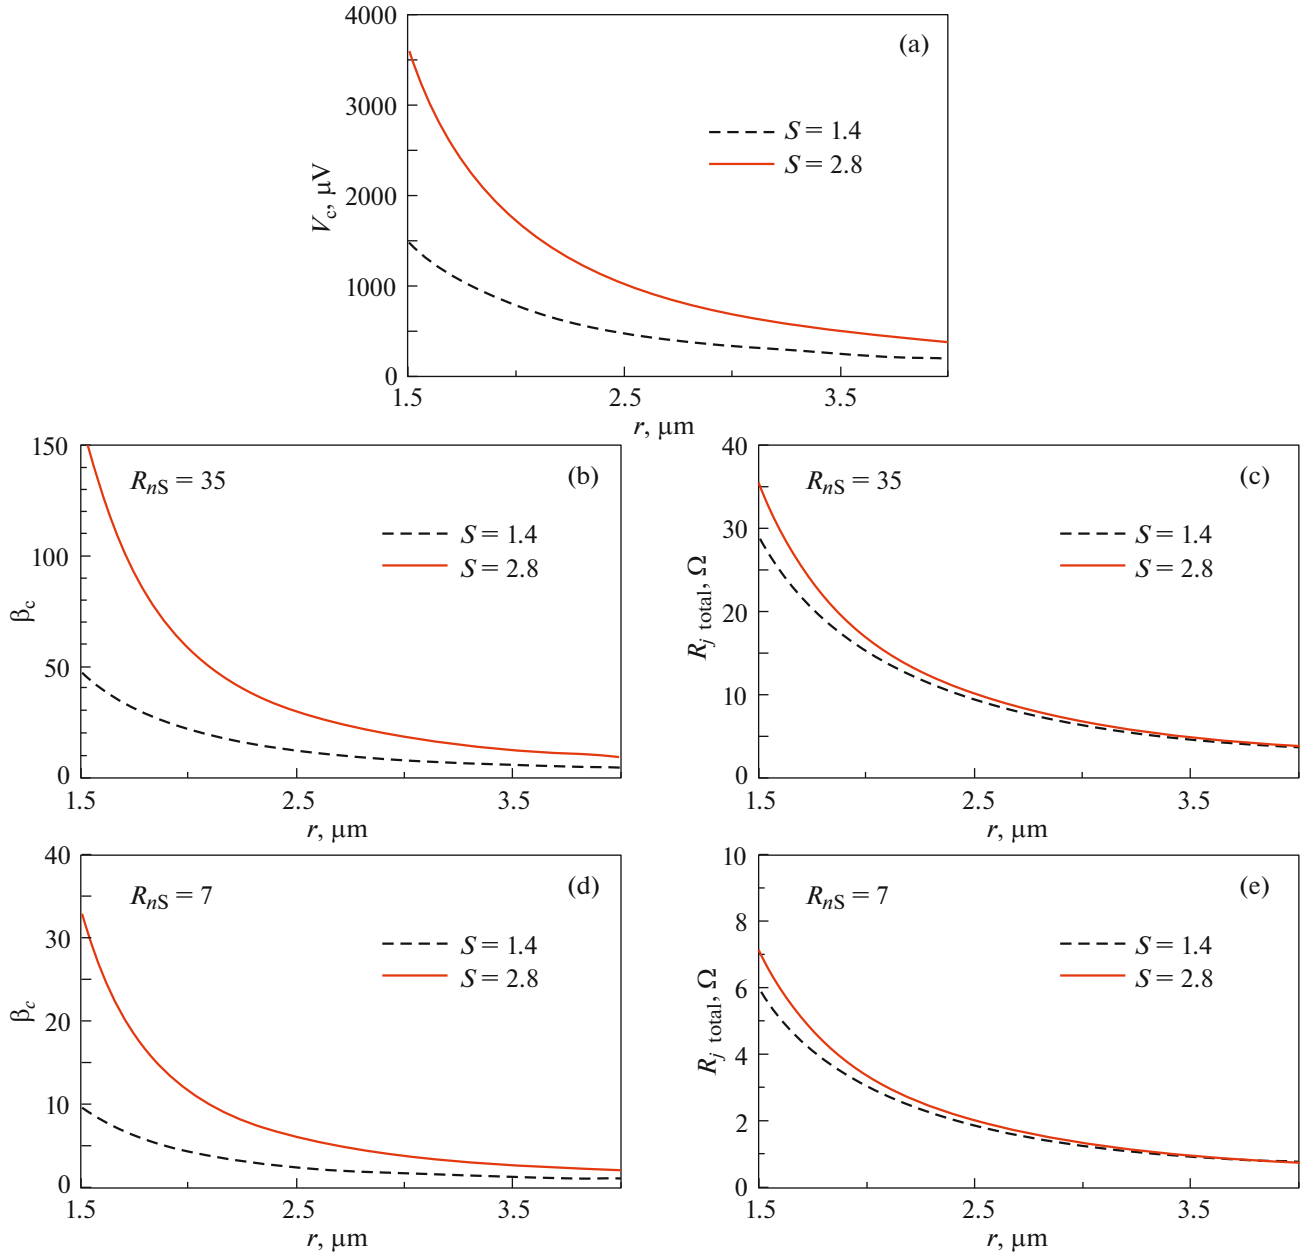 4000
(a)
3000
2000
1000
0
V_c, μV
S = 1.4
S = 2.8
1.5 2.5 3.5
r, μm
150
R_nS = 35
(b)
100
50
0
β_c
S = 1.4
S = 2.8
1.5 2.5 3.5
r, μm
40
R_nS = 35
(c)
30
20
10
0
R_j total, Ω
S = 1.4
S = 2.8
1.5 2.5 3.5
r, μm
40
R_nS = 7
(d)
30
20
10
0
β_c
S = 1.4
S = 2.8
1.5 2.5 3.5
r, μm
10
R_nS = 7
(e)
8
6
4
2
0
R_j total, Ω
S = 1.4
S = 2.8
1.5 2.5 3.5
r, μm